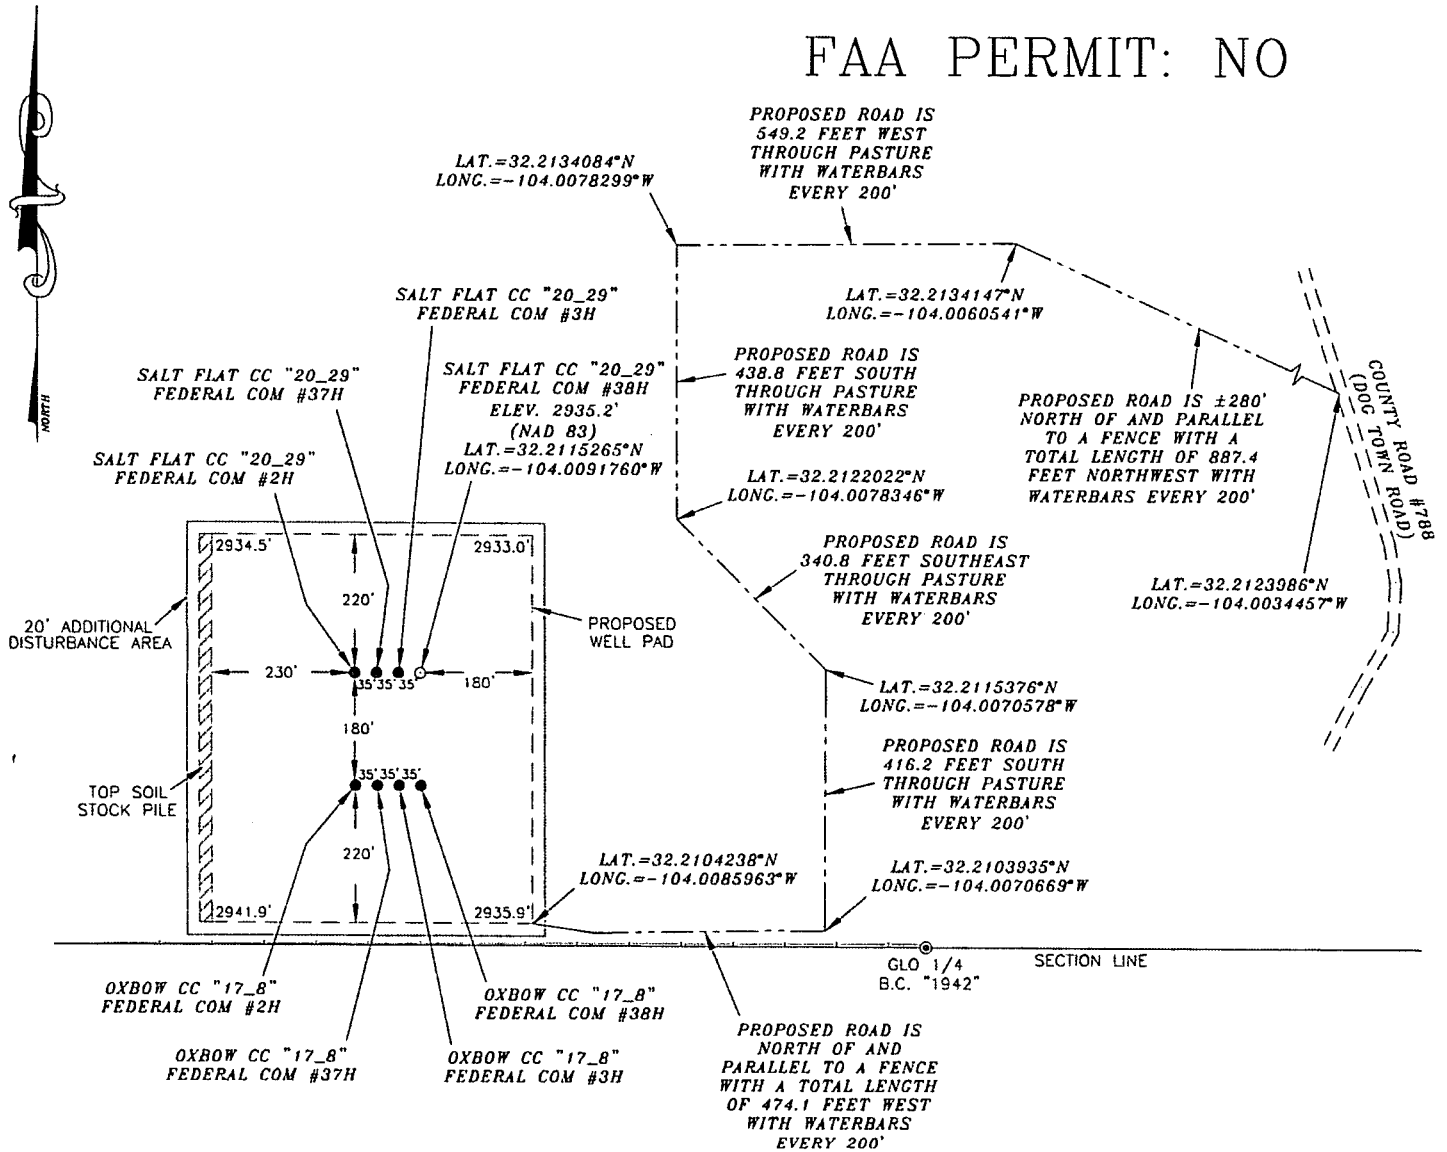 FAA PERMIT: NO
PROPOSED ROAD IS
549.2 FEET WEST
THROUGH PASTURE
WITH WATERBARS
EVERY 200'
LAT.=32.2134084°N
LONG.=-104.0078299°W
NORTH
SALT FLAT CC "20_29"
FEDERAL COM #3H
LAT.=32.2134147°N
LONG.=-104.0060541°W
SALT FLAT CC "20_29"
FEDERAL COM #37H
SALT FLAT CC "20_29"
FEDERAL COM #38H
ELEV. 2935.2'
(NAD 83)
LAT.=32.2115265°N
LONG.=-104.0091760°W
PROPOSED ROAD IS
438.8 FEET SOUTH
THROUGH PASTURE
WITH WATERBARS
EVERY 200'
PROPOSED ROAD IS ±280'
NORTH OF AND PARALLEL
TO A FENCE WITH A
TOTAL LENGTH OF 887.4
FEET NORTHWEST WITH
WATERBARS EVERY 200'
COUNTY ROAD #788
(DOG TOWN ROAD)
SALT FLAT CC "20_29"
FEDERAL COM #2H
LAT.=32.2122022°N
LONG.=-104.0078346°W
2934.5'
2933.0'
PROPOSED ROAD IS
340.8 FEET SOUTHEAST
THROUGH PASTURE
WITH WATERBARS
EVERY 200'
LAT.=32.2123986°N
LONG.=-104.0034457°W
220'
20' ADDITIONAL
DISTURBANCE AREA
PROPOSED
WELL PAD
230'
35' 35' 35'
180'
LAT.=32.2115376°N
LONG.=-104.0070578°W
180'
PROPOSED ROAD IS
416.2 FEET SOUTH
THROUGH PASTURE
WITH WATERBARS
EVERY 200'
35' 35' 35'
TOP SOIL
STOCK PILE
220'
LAT.=32.2104238°N
LONG.=-104.0085963°W
LAT.=32.2103935°N
LONG.=-104.0070669°W
2941.9'
2935.9'
GLO 1/4
B.C. "1942"
SECTION LINE
OXBOW CC "17_8"
FEDERAL COM #2H
OXBOW CC "17_8"
FEDERAL COM #38H
OXBOW CC "17_8"
FEDERAL COM #37H
OXBOW CC "17_8"
FEDERAL COM #3H
PROPOSED ROAD IS
NORTH OF AND
PARALLEL TO A FENCE
WITH A TOTAL LENGTH
OF 474.1 FEET WEST
WITH WATERBARS
EVERY 200'